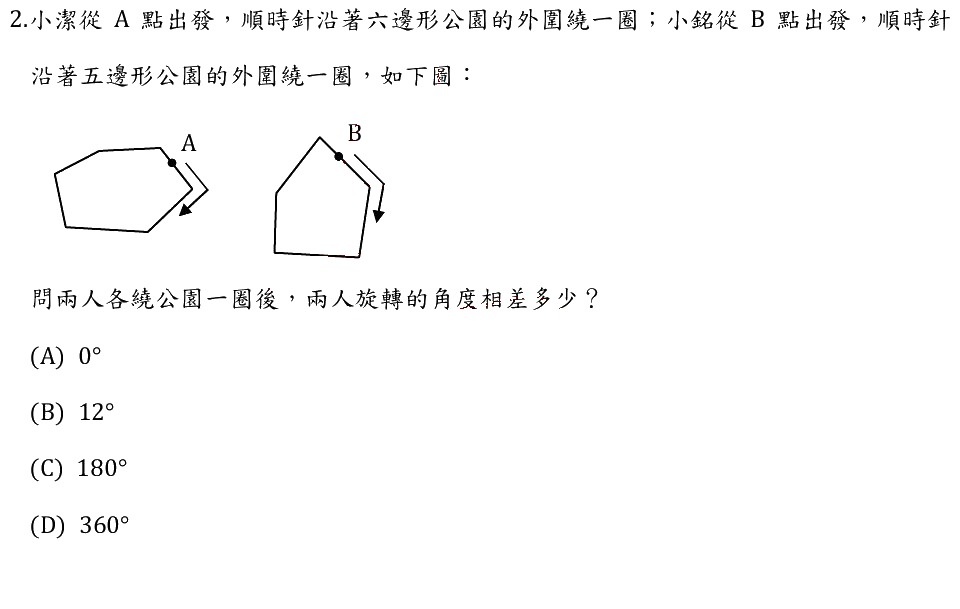 2.小潔從 A 點出發，順時針沿著六邊形公園的外圍繞一圈；小銘從 B 點出發，順時針
沿著五邊形公園的外圍繞一圈，如下圖：
A
B
問兩人各繞公園一圈後，兩人旋轉的角度相差多少？
(A) 0°
(B) 12°
(C) 180°
(D) 360°